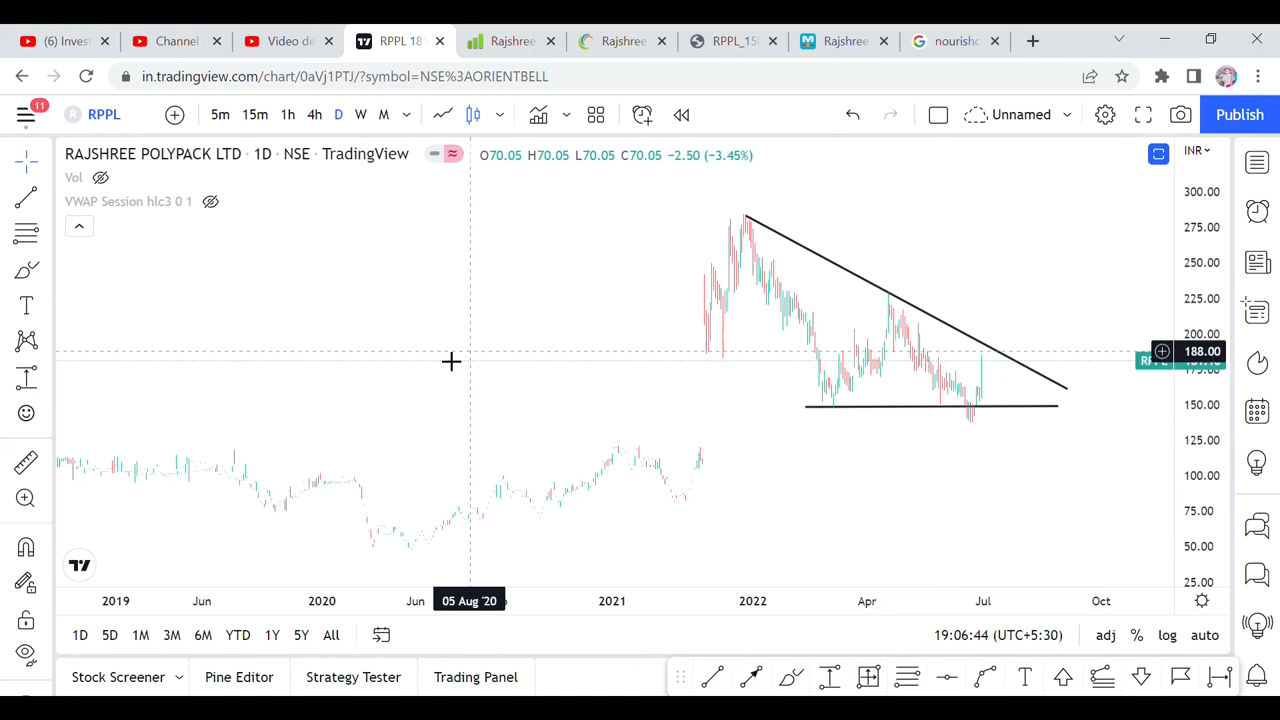 (6) Invest
Channel
Video de
RPPL 181
Rajshree
Rajshree
RPPL_150
Rajshree
nourishco
in.tradingview.com/chart/0aVj1PTJ/?symbol=NSE%3AORIENTBELL
11
R RPPL 5m 15m 1h 4h D W M Unnamed Publish
RAJSHREE POLYPACK LTD · 1D · NSE · TradingView O70.05 H70.05 L70.05 C70.05 −2.50 (−3.45%) INR
Vol
VWAP Session hlc3 0 1
300.00
275.00
250.00
225.00
200.00
188.00
150.00
125.00
100.00
75.00
50.00
25.00
2019 Jun 2020 Jun 05 Aug '20 2021 2022 Apr Jul Oct
1D 5D 1M 3M 6M YTD 1Y 5Y All 19:06:44 (UTC+5:30) adj % log auto
Stock Screener Pine Editor Strategy Tester Trading Panel